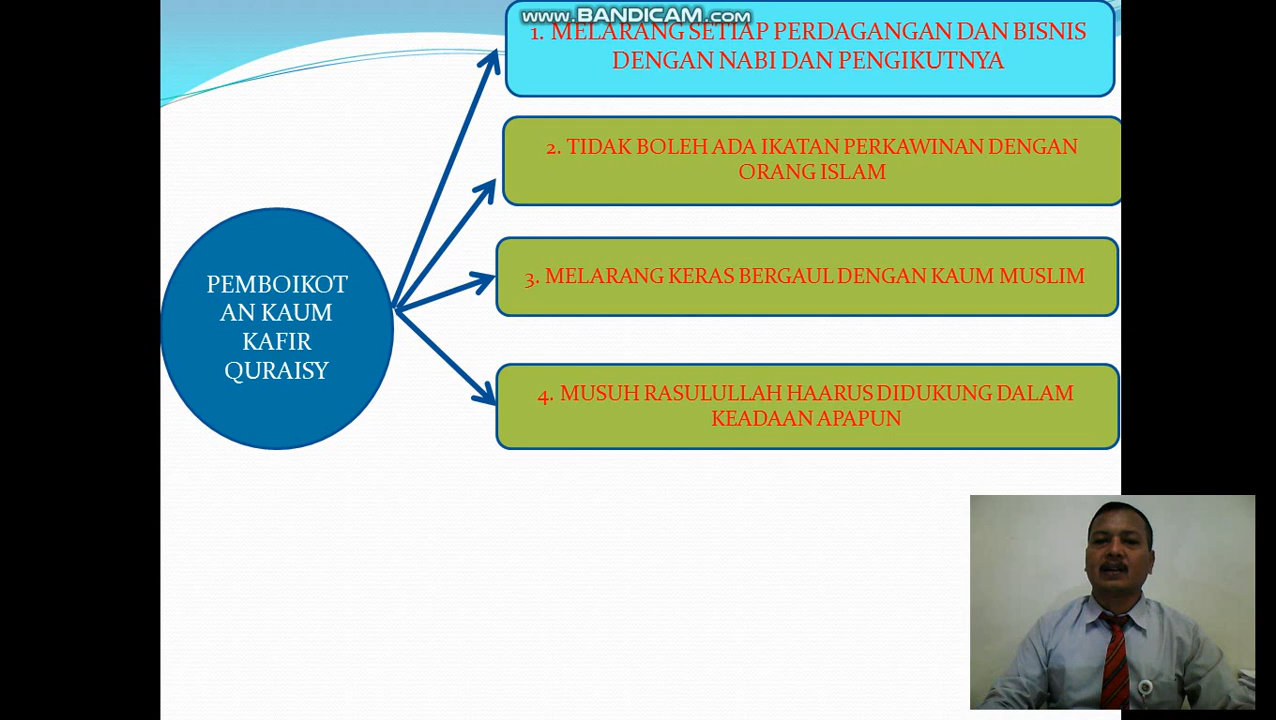 www.BANDICAM.com
1. MELARANG SETIAP PERDAGANGAN DAN BISNIS
DENGAN NABI DAN PENGIKUTNYA
2. TIDAK BOLEH ADA IKATAN PERKAWINAN DENGAN
ORANG ISLAM
PEMBOIKOT
AN KAUM
KAFIR
QURAISY
3. MELARANG KERAS BERGAUL DENGAN KAUM MUSLIM
4. MUSUH RASULULLAH HAARUS DIDUKUNG DALAM
KEADAAN APAPUN